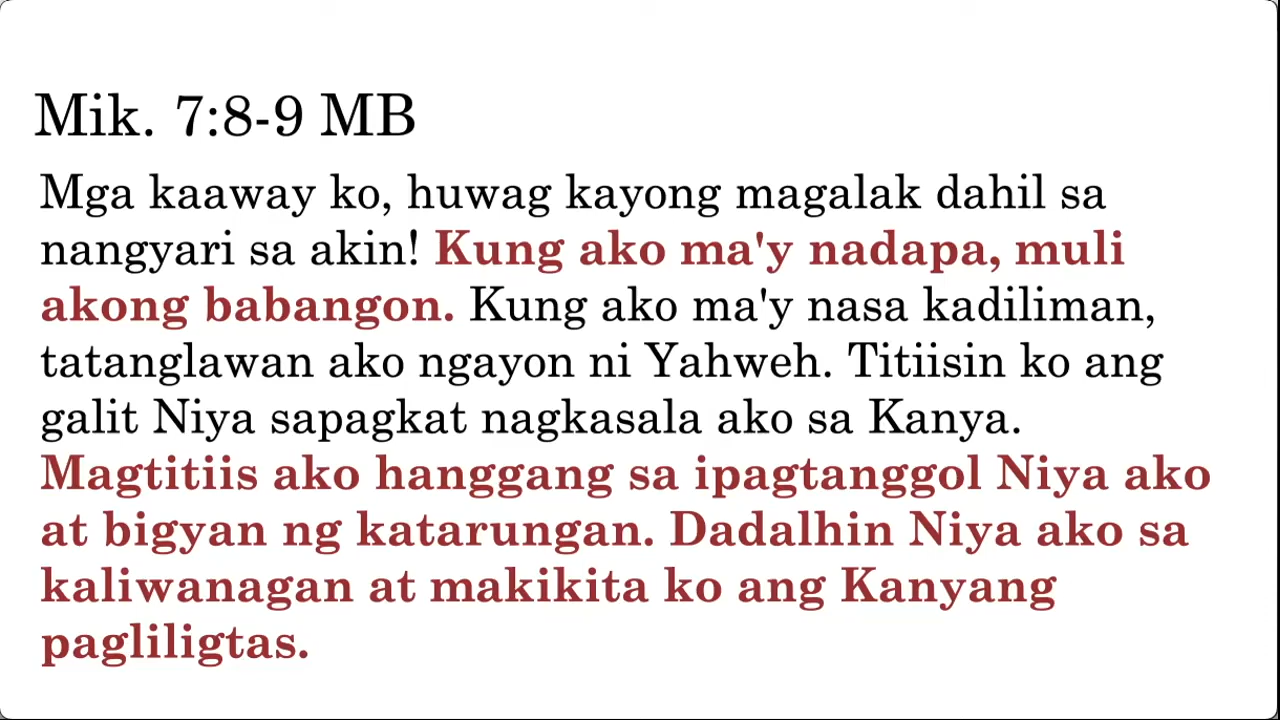 Mik. 7:8-9 MB
Mga kaaway ko, huwag kayong magalak dahil sa
nangyari sa akin! Kung ako ma'y nadapa, muli
akong babangon. Kung ako ma'y nasa kadiliman,
tatanglawan ako ngayon ni Yahweh. Titiisin ko ang
galit Niya sapagkat nagkasala ako sa Kanya.
Magtitiis ako hanggang sa ipagtanggol Niya ako
at bigyan ng katarungan. Dadalhin Niya ako sa
kaliwanagan at makikita ko ang Kanyang
pagliligtas.